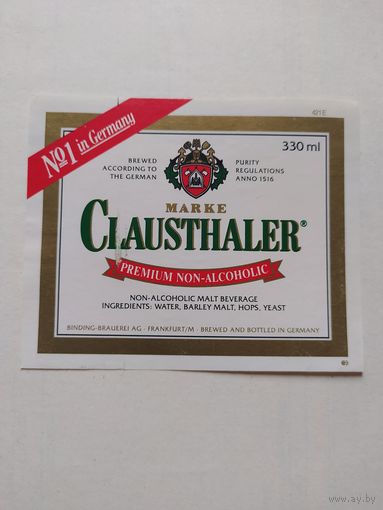 421E
No1 in Germany
330 ml
BREWED ACCORDING TO THE GERMAN
PURITY REGULATIONS ANNO 1516
MARKE
CLAUSTHALER®
PREMIUM NON-ALCOHOLIC
NON-ALCOHOLIC MALT BEVERAGE
INGREDIENTS: WATER, BARLEY MALT, HOPS, YEAST
BINDING-BRAUEREI AG · FRANKFURT/M · BREWED AND BOTTLED IN GERMANY
https://www.ay.by